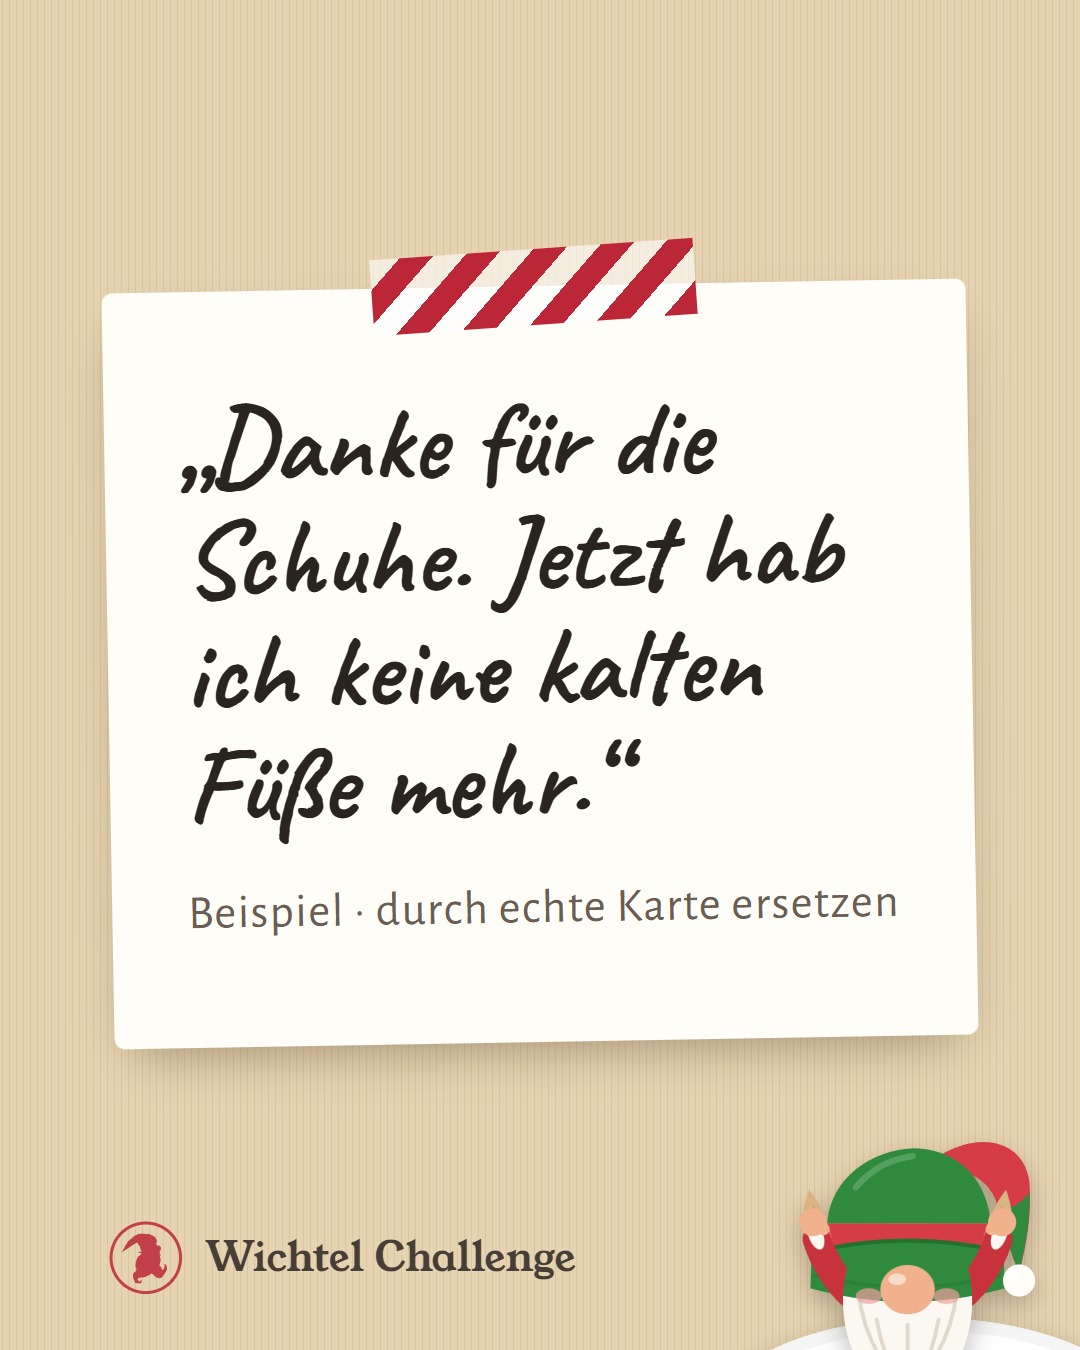 „Danke für die
Schuhe. Jetzt hab
ich keine kalten
Füße mehr.“
Beispiel · durch echte Karte ersetzen
Wichtel Challenge